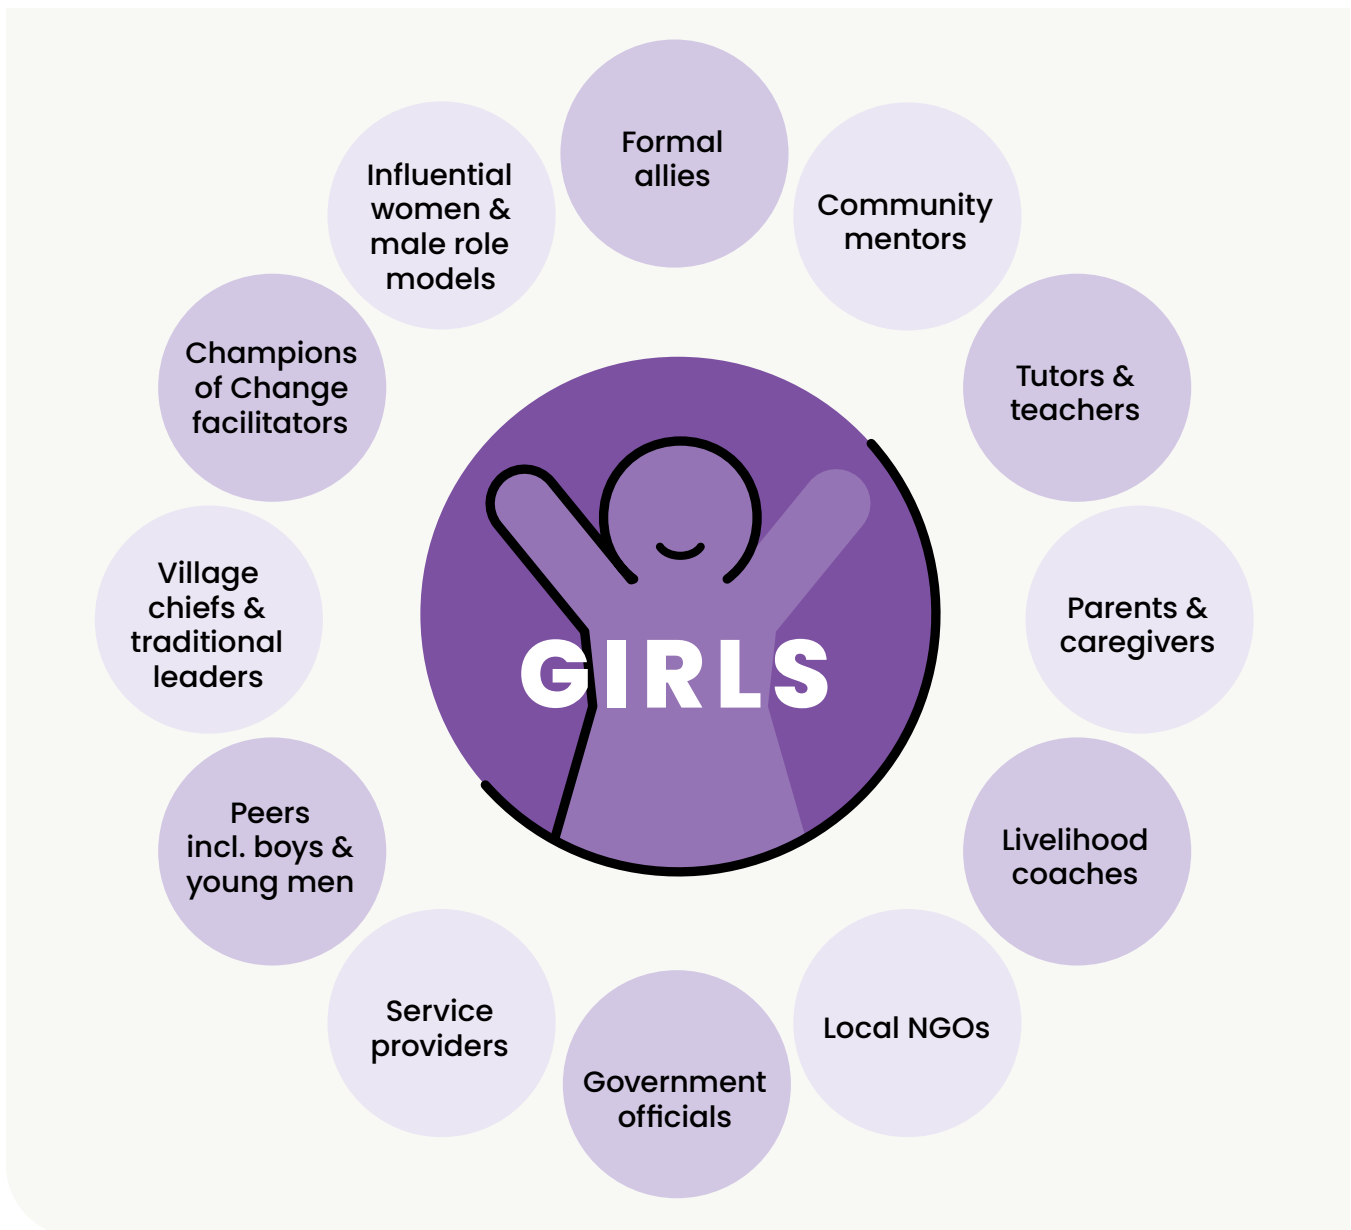 Formal
allies
Community
mentors
Tutors &
teachers
Parents &
caregivers
Livelihood
coaches
Local NGOs
Government
officials
Service
providers
Peers
incl. boys &
young men
Village
chiefs &
traditional
leaders
Champions
of Change
facilitators
Influential
women &
male role
models
GIRLS